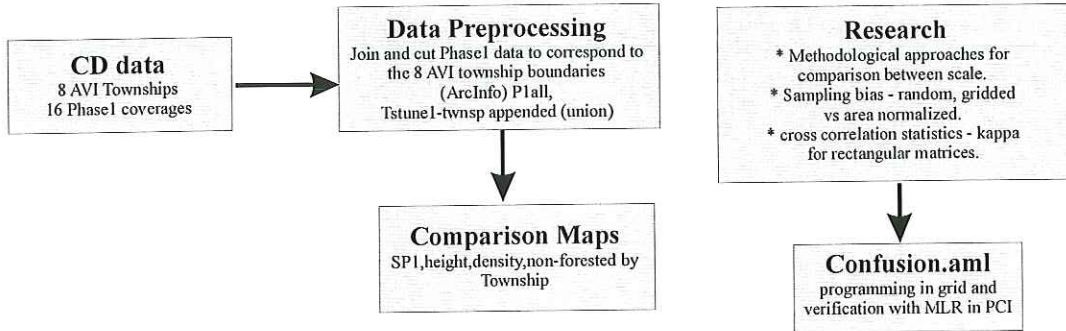 CD data
8 AVI Townships
16 Phase1 coverages
Data Preprocessing
Join and cut Phase1 data to correspond to
the 8 AVI township boundaries
(ArcInfo) P1all,
Tstune1-twnsp appended (union)
Comparison Maps
SP1,height,density,non-forested by
Township
Research
* Methodological approaches for
comparison between scale.
* Sampling bias - random, gridded
vs area normalized.
* cross correlation statistics - kappa
for rectangular matrices.
Confusion.aml
programming in grid and
verification with MLR in PCI